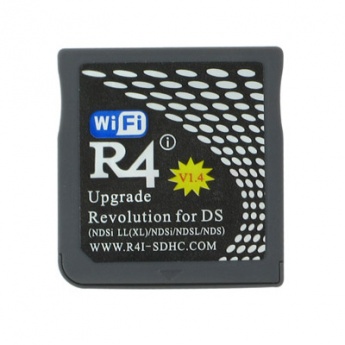 WiFi
R4i
V1.4
Upgrade
Revolution for DS
(NDSi LL(XL)/NDSi/NDSL/NDS)
WWW.R4I-SDHC.COM